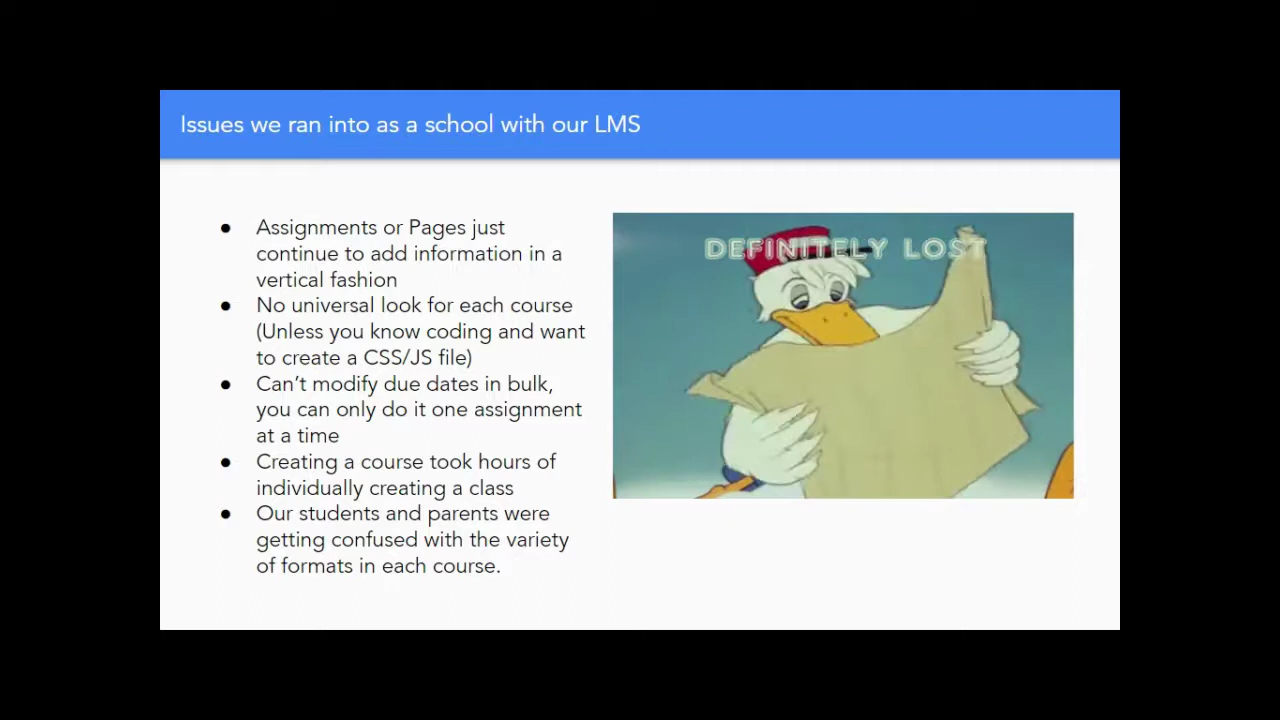 Issues we ran into as a school with our LMS
● Assignments or Pages just
continue to add information in a
vertical fashion
● No universal look for each course
(Unless you know coding and want
to create a CSS/JS file)
● Can't modify due dates in bulk,
you can only do it one assignment
at a time
● Creating a course took hours of
individually creating a class
● Our students and parents were
getting confused with the variety
of formats in each course.
DEFINITELY LOST